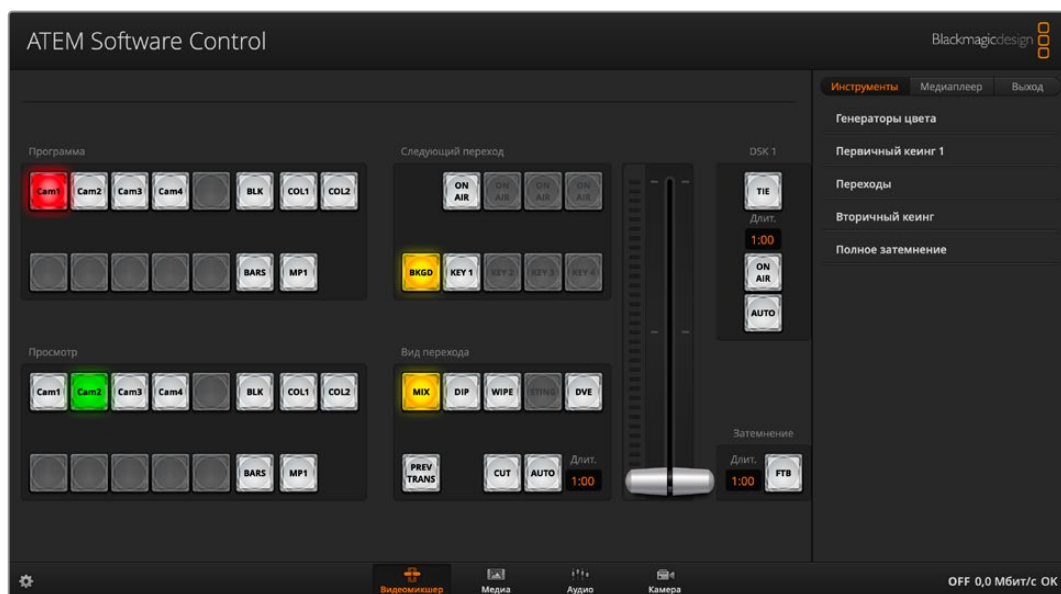 ATEM Software Control
Blackmagicdesign
Инструменты Медиаплеер Выход
Генераторы цвета
Первичный кеинг 1
Переходы
Вторичный кеинг
Полное затемнение
Программа
Cam1 Cam2 Cam3 Cam4 BLK COL1 COL2
BARS MP1
Следующий переход
ON AIR ON AIR ON AIR ON AIR
BKGD KEY 1 KEY 2 KEY 3 KEY 4
DSK 1
TIE
Длит.
1:00
ON AIR
AUTO
Просмотр
Cam1 Cam2 Cam3 Cam4 BLK COL1 COL2
BARS MP1
Вид перехода
MIX DIP WIPE STING DVE
PREV TRANS CUT AUTO
Длит.
1:00
Затемнение
Длит.
1:00
FTB
Видеомикшер Медиа Аудио Камера
OFF 0,0 Мбит/с OK